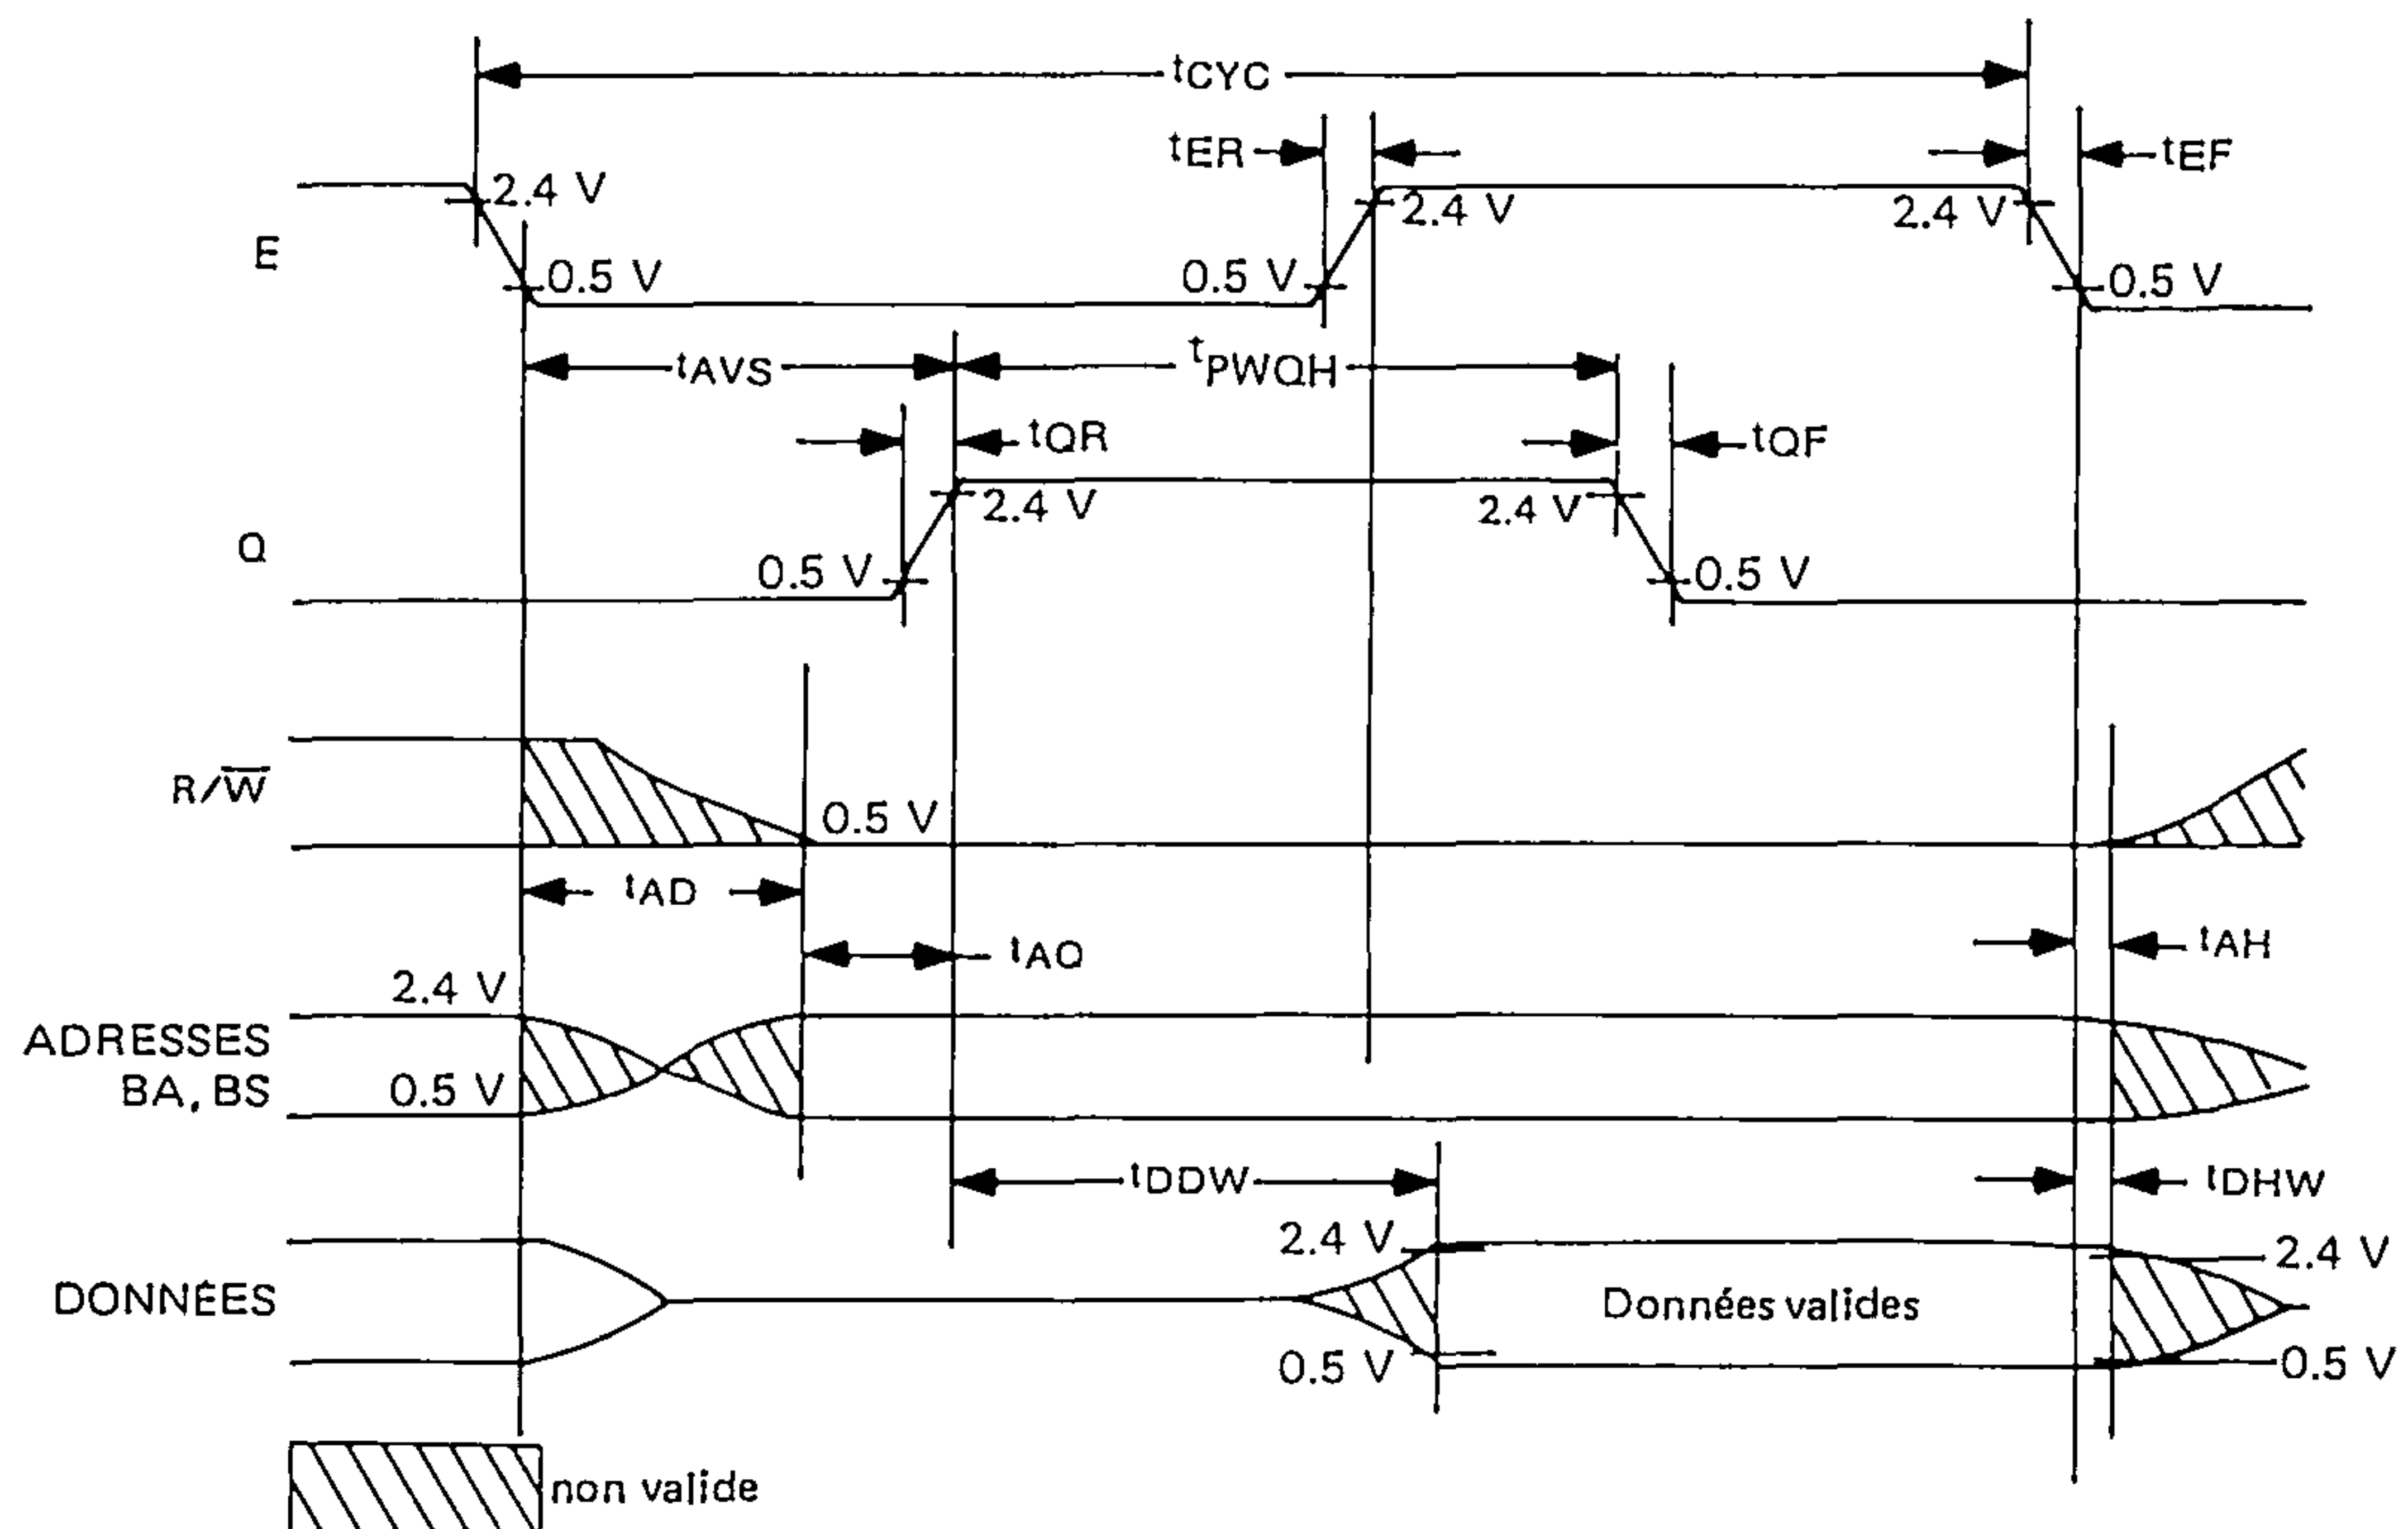 tCYC
tER
tEF
2.4 V
2.4 V
2.4 V
E
0.5 V
0.5 V
0.5 V
tAVS
tPWQH
tQR
tQF
2.4 V
2.4 V
Q
0.5 V
0.5 V
R/W̅
0.5 V
tAD
tAQ
tAH
2.4 V
ADRESSES
BA, BS
0.5 V
tDDW
tDHW
2.4 V
2.4 V
DONNÉES
Données valides
0.5 V
0.5 V
non valide